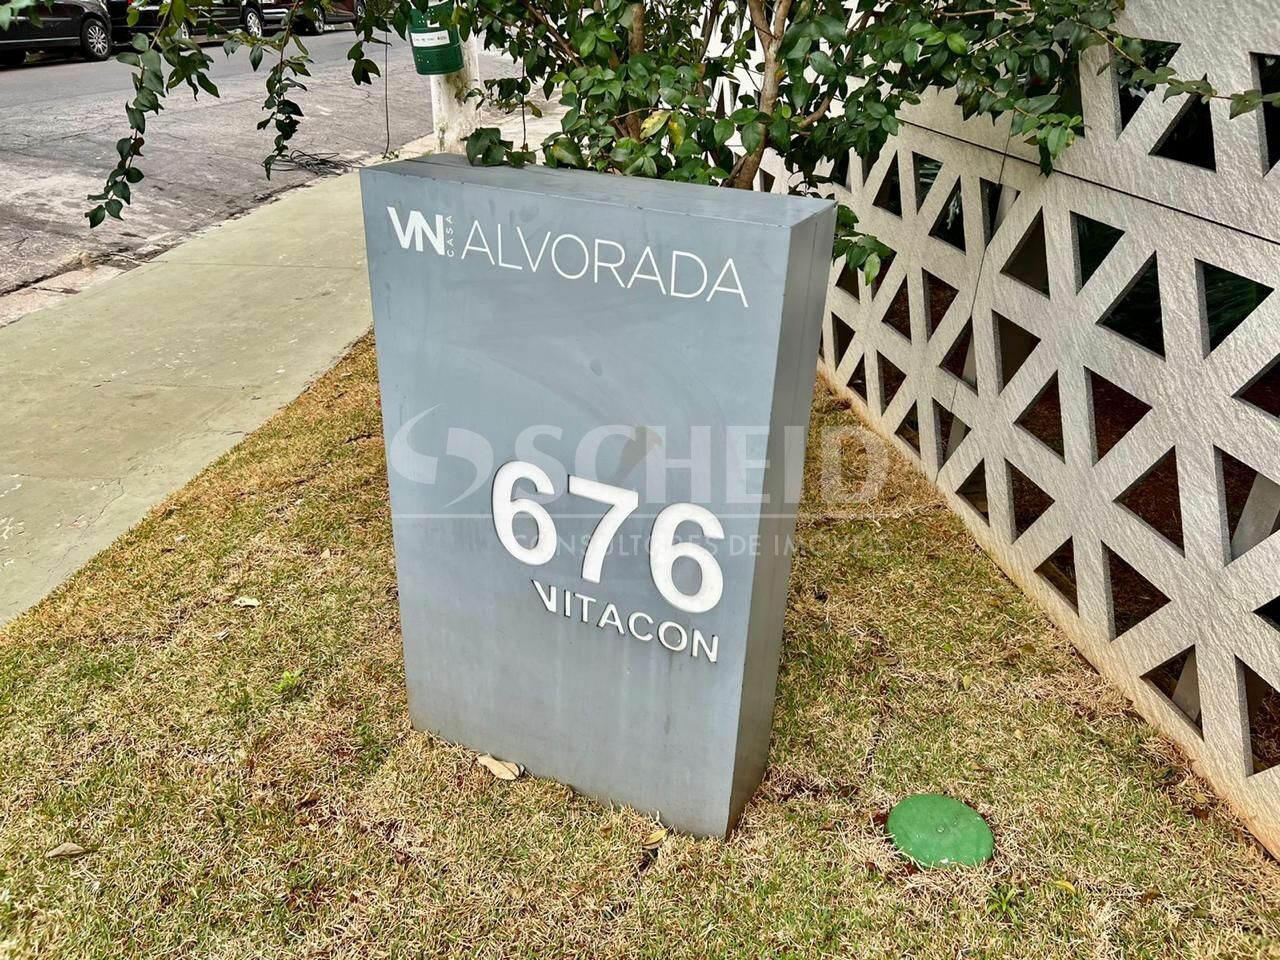 VN CASA ALVORADA
SCHEID
676
CONSULTORES DE IMÓVEIS
VITACON